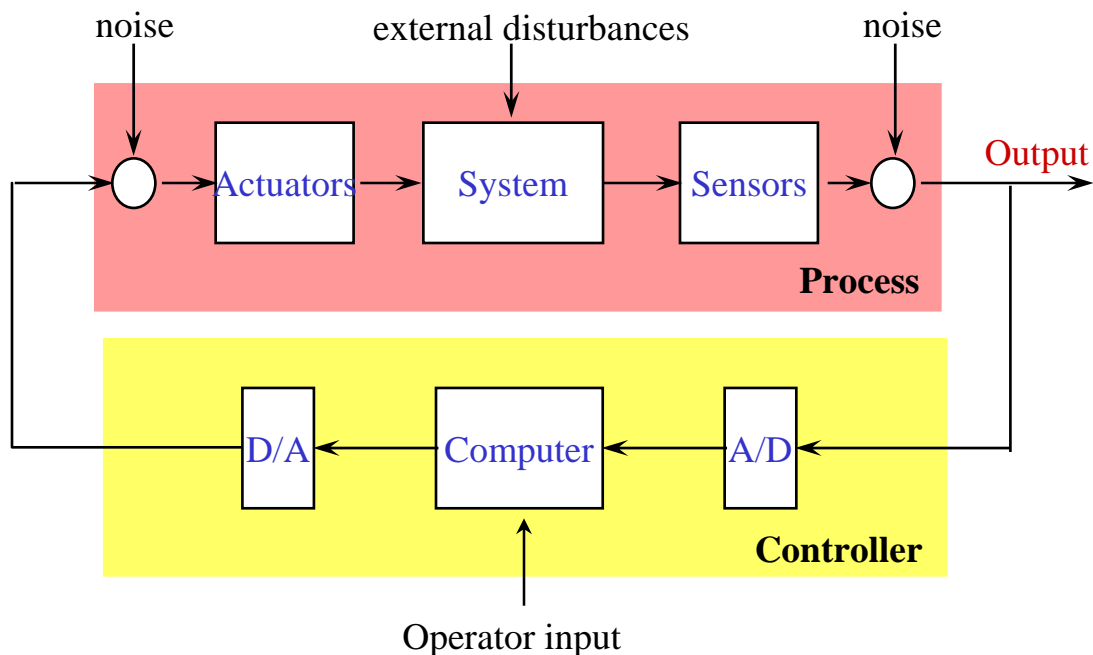 noise
external disturbances
noise
Output
Actuators
System
Sensors
Process
D/A
Computer
A/D
Controller
Operator input